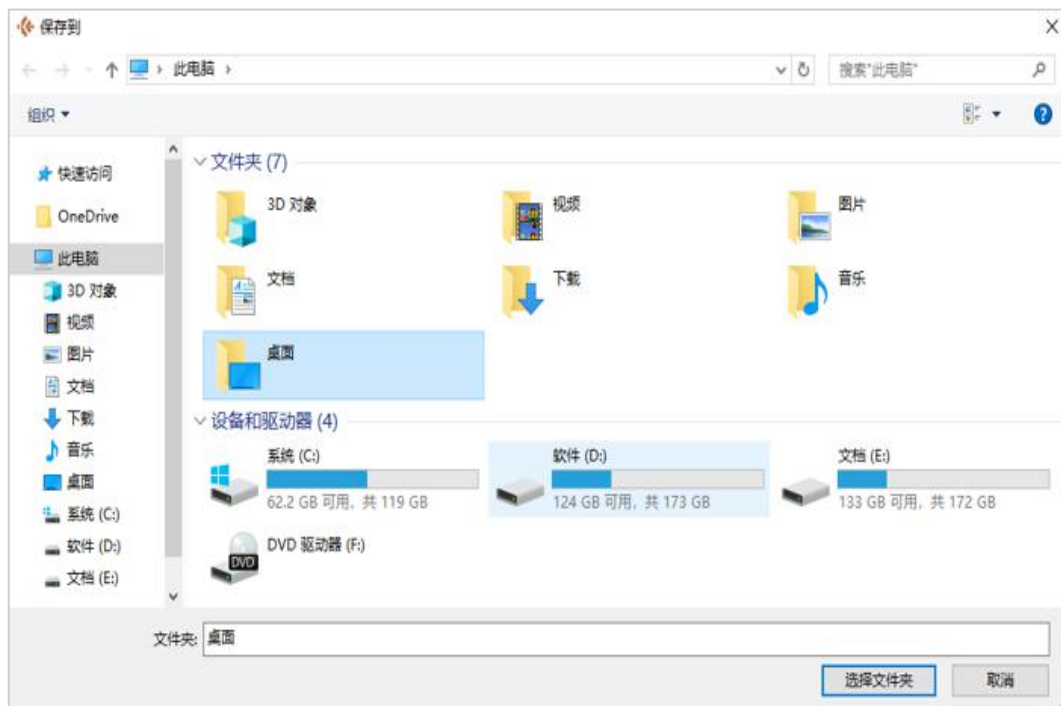 保存到
此电脑
搜索"此电脑"
组织
快速访问
OneDrive
此电脑
3D 对象
视频
图片
文档
下载
音乐
桌面
系统 (C:)
软件 (D:)
文档 (E:)
文件夹 (7)
3D 对象
视频
图片
文档
下载
音乐
桌面
设备和驱动器 (4)
系统 (C:)
62.2 GB 可用，共 119 GB
软件 (D:)
124 GB 可用，共 173 GB
文档 (E:)
133 GB 可用，共 172 GB
DVD 驱动器 (F:)
DVD
文件夹: 桌面
选择文件夹 取消